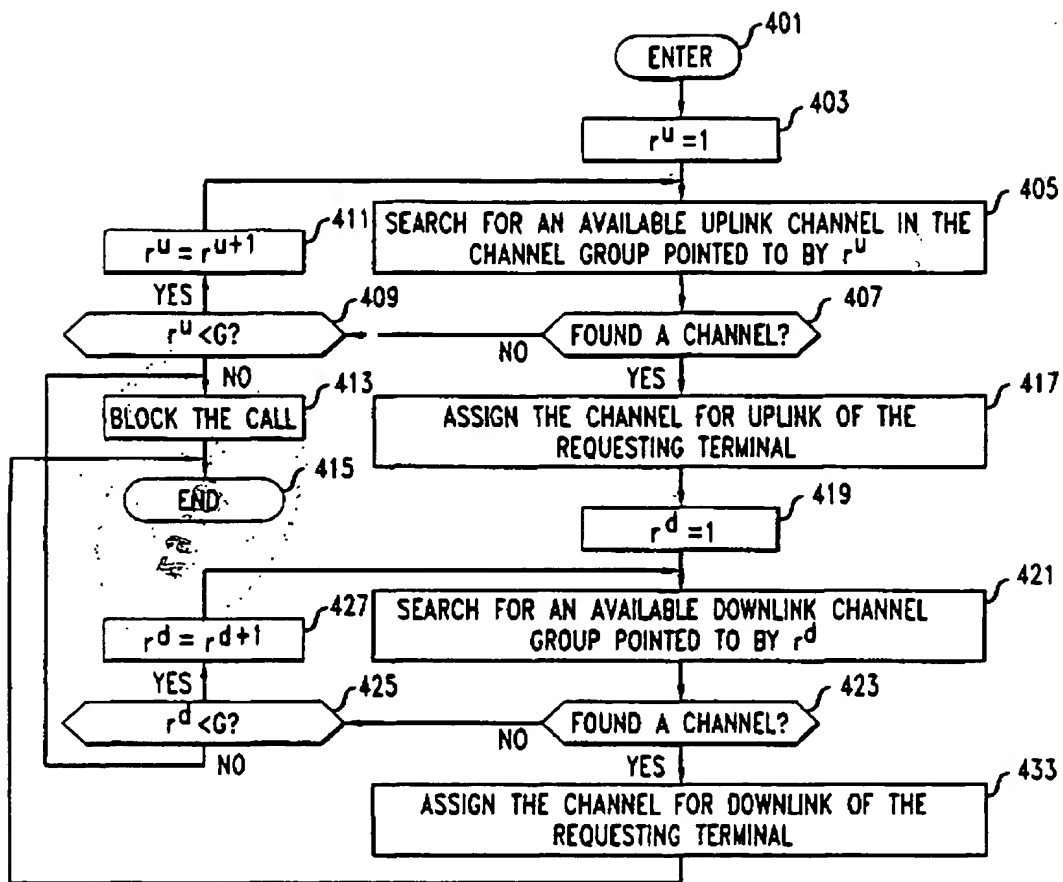 401
ENTER
403
r^u =1
405
SEARCH FOR AN AVAILABLE UPLINK CHANNEL IN THE
CHANNEL GROUP POINTED TO BY r^u
411
r^u = r^u+1
YES
409
r^u <G?
NO
407
FOUND A CHANNEL?
NO
YES
413
BLOCK THE CALL
417
ASSIGN THE CHANNEL FOR UPLINK OF THE
REQUESTING TERMINAL
415
END
419
r^d =1
421
SEARCH FOR AN AVAILABLE DOWNLINK CHANNEL
GROUP POINTED TO BY r^d
427
r^d = r^d+1
YES
425
r^d <G?
NO
423
FOUND A CHANNEL?
NO
YES
433
ASSIGN THE CHANNEL FOR DOWNLINK OF THE
REQUESTING TERMINAL